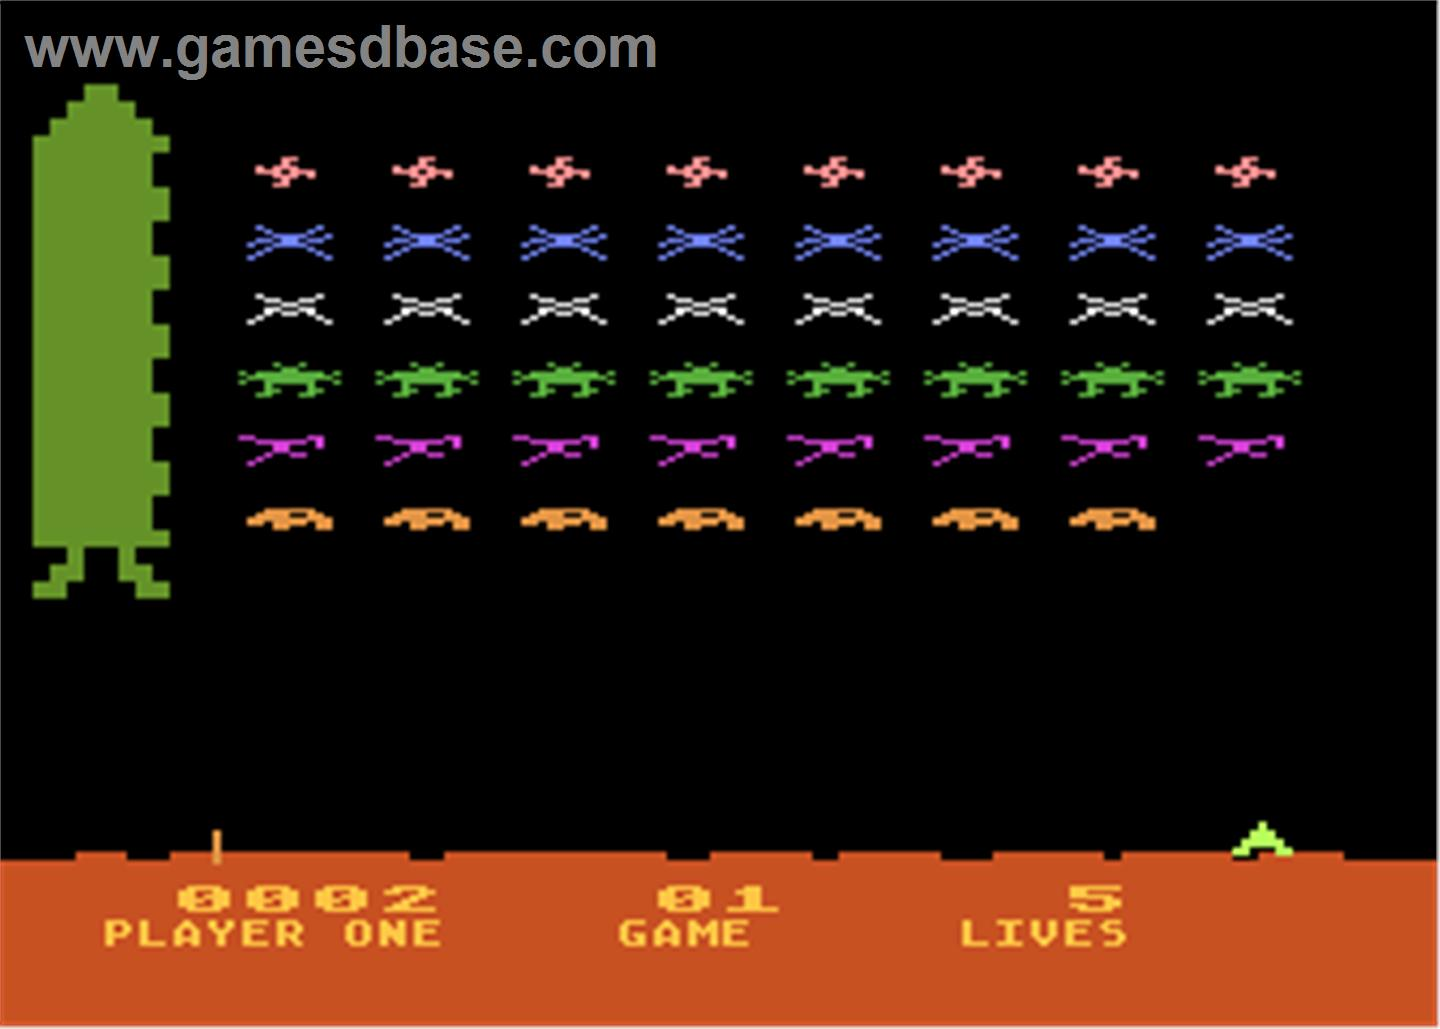 www.gamesdbase.com
0002 01 5
PLAYER ONE GAME LIVES